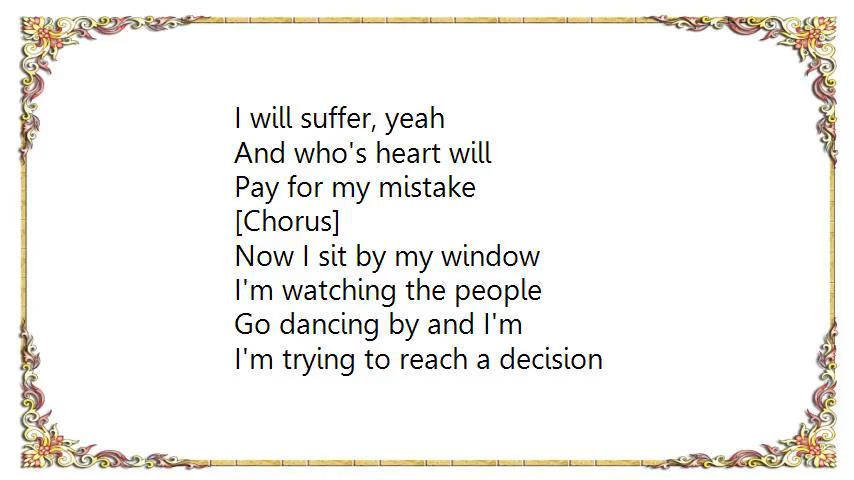 I will suffer, yeah
And who's heart will
Pay for my mistake
[Chorus]
Now I sit by my window
I'm watching the people
Go dancing by and I'm
I'm trying to reach a decision